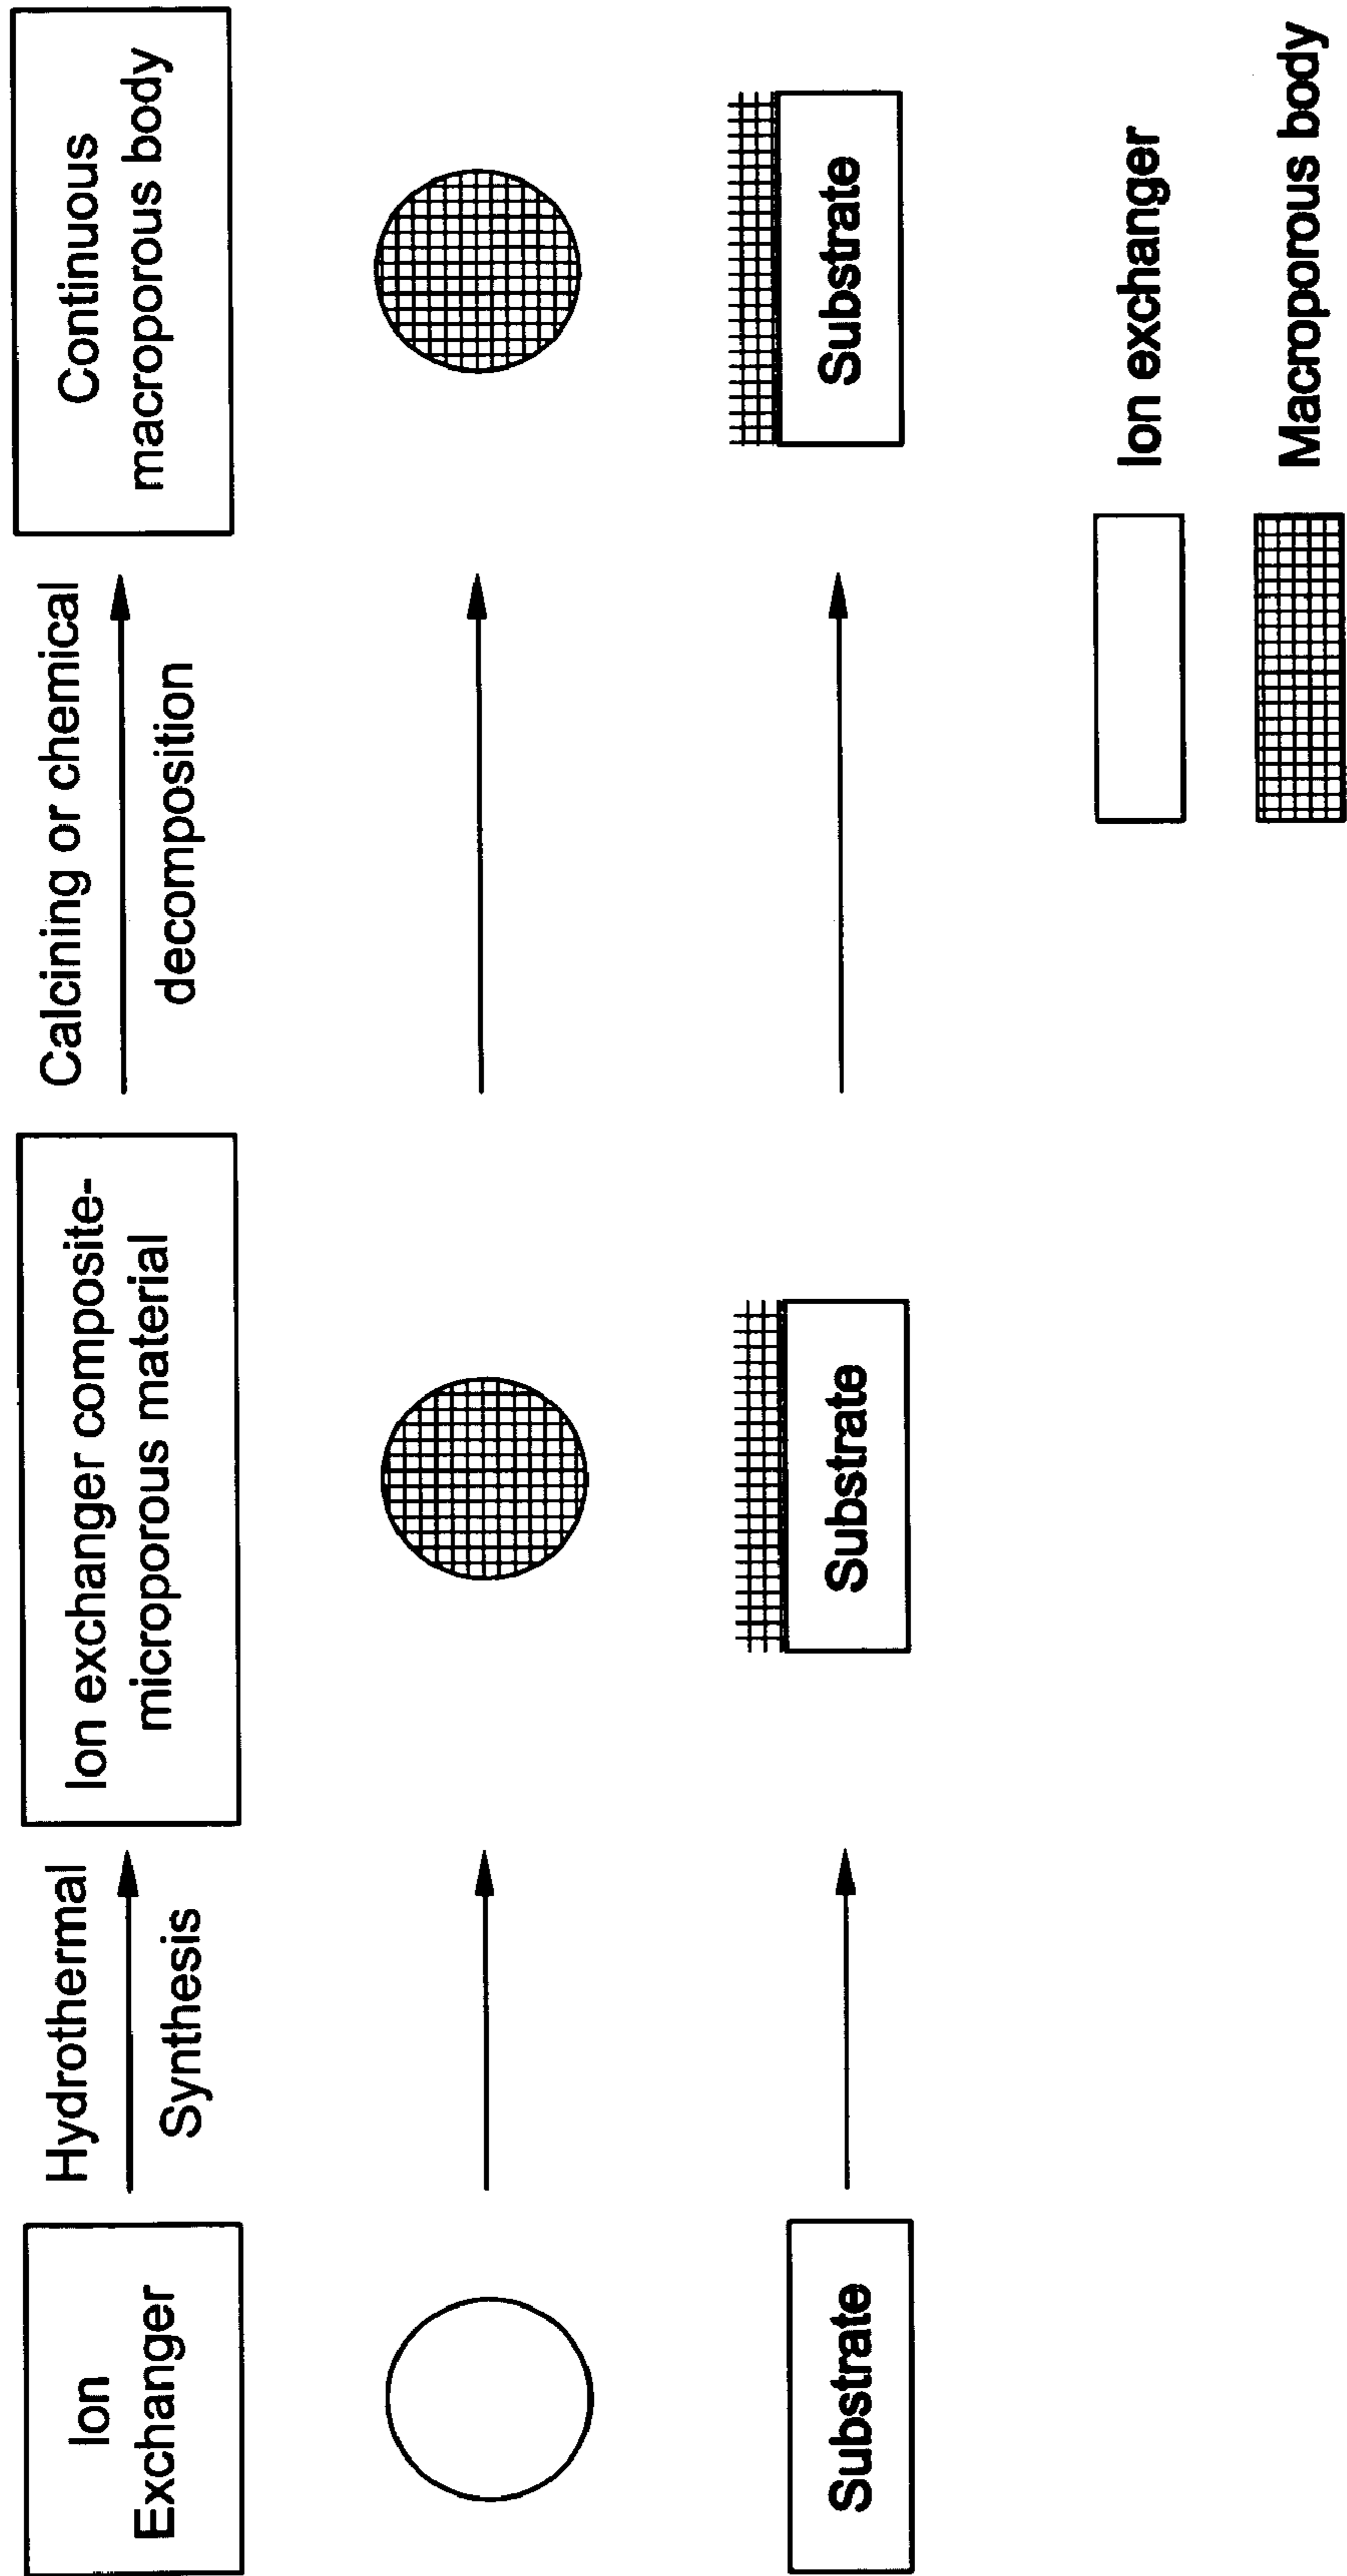 Ion
Exchanger
Hydrothermal
Synthesis
Ion exchanger composite-
microporous material
Calcining or chemical
decomposition
Continuous
macroporous body
Substrate
Substrate
Substrate
Ion exchanger
Macroporous body